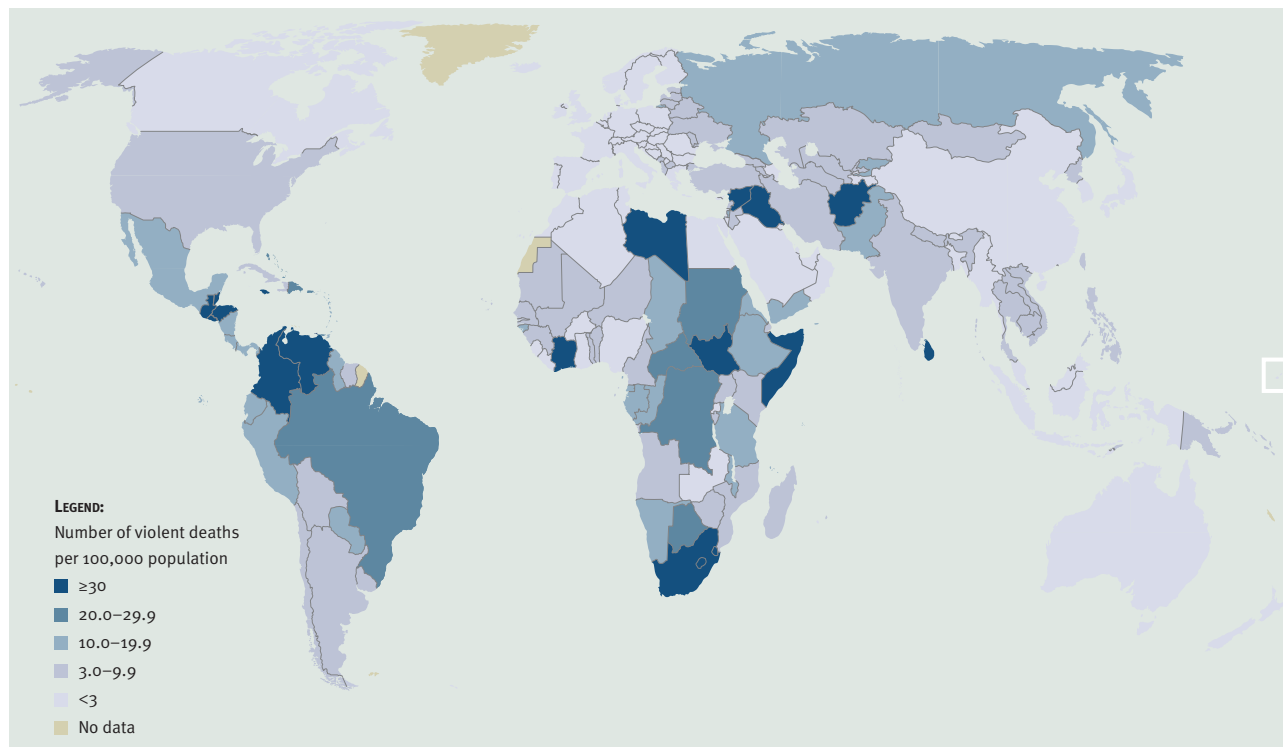 LEGEND:
Number of violent deaths
per 100,000 population
≥30
20.0–29.9
10.0–19.9
3.0–9.9
<3
No data